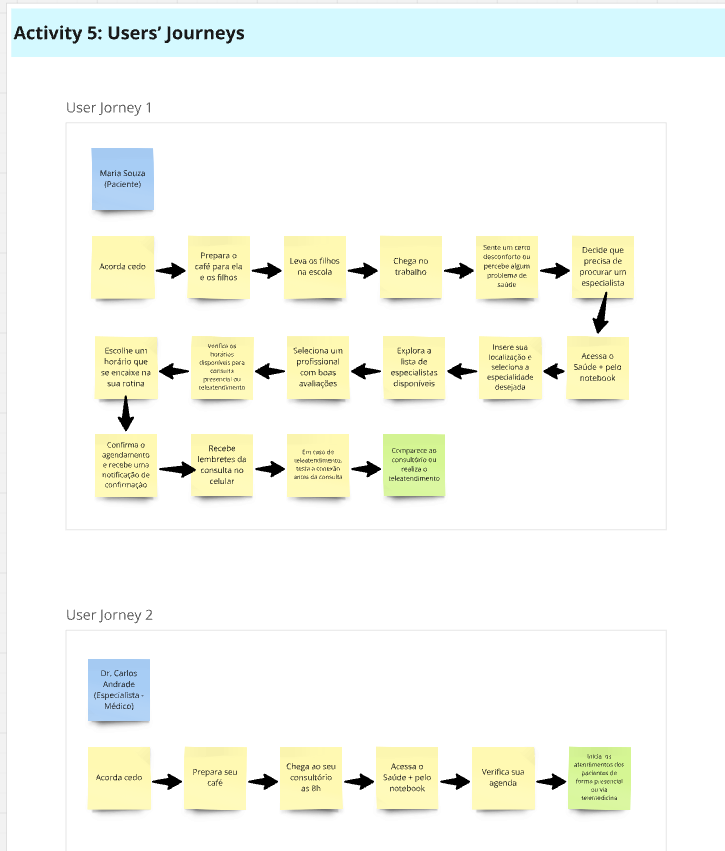 Activity 5: Users' Journeys
User Jorney 1
Maria Souza
(Paciente)
Acorda cedo
Prepara o
café para ela
e os filhos
Leva os filhos
na escola
Chega no
trabalho
Sente um certo
desconforto ou
percebe algum
problema de
saúde
Decide que
precisa de
procurar um
especialista
Acessa o
Saúde + pelo
notebook
Insere sua
localização e
seleciona a
especialidade
desejada
Explora a
lista de
especialistas
disponíveis
Seleciona um
profissional
com boas
avaliações
Verifica os
horários
disponíveis para
consulta
presencial ou
teleatendimento
Escolhe um
horário que
se encaixe na
sua rotina
Confirma o
agendamento
e recebe uma
notificação de
confirmação
Recebe
lembretes da
consulta no
celular
Em caso de
teleatendimento,
testa a conexão
antes da consulta
Comparece ao
consultório ou
realiza o
teleatendimento
User Jorney 2
Dr. Carlos
Andrade
(Especialista -
Médico)
Acorda cedo
Prepara seu
café
Chega ao seu
consultório
as 8h
Acessa o
Saúde + pelo
notebook
Verifica sua
agenda
Inicia os
atendimentos dos
pacientes de
forma presencial
ou via
telemedicina